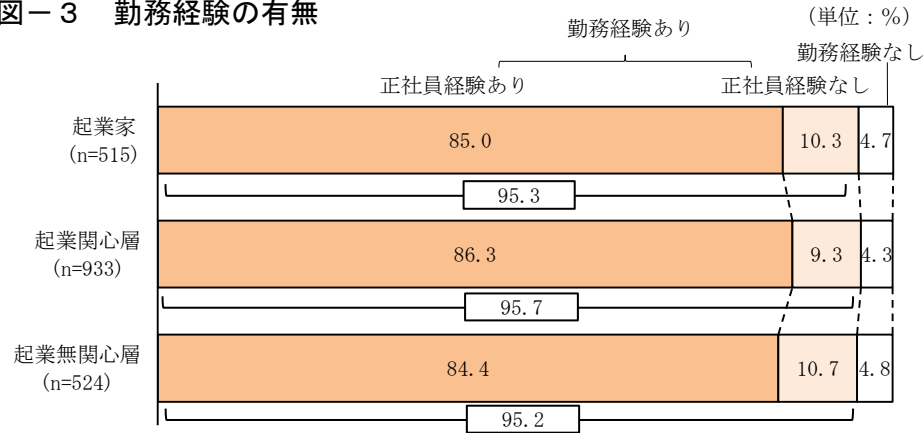 図－３　勤務経験の有無
（単位：％）
勤務経験あり
勤務経験なし
正社員経験あり
正社員経験なし
起業家
(n=515)
85.0
10.3
4.7
95.3
起業関心層
(n=933)
86.3
9.3
4.3
95.7
起業無関心層
(n=524)
84.4
10.7
4.8
95.2